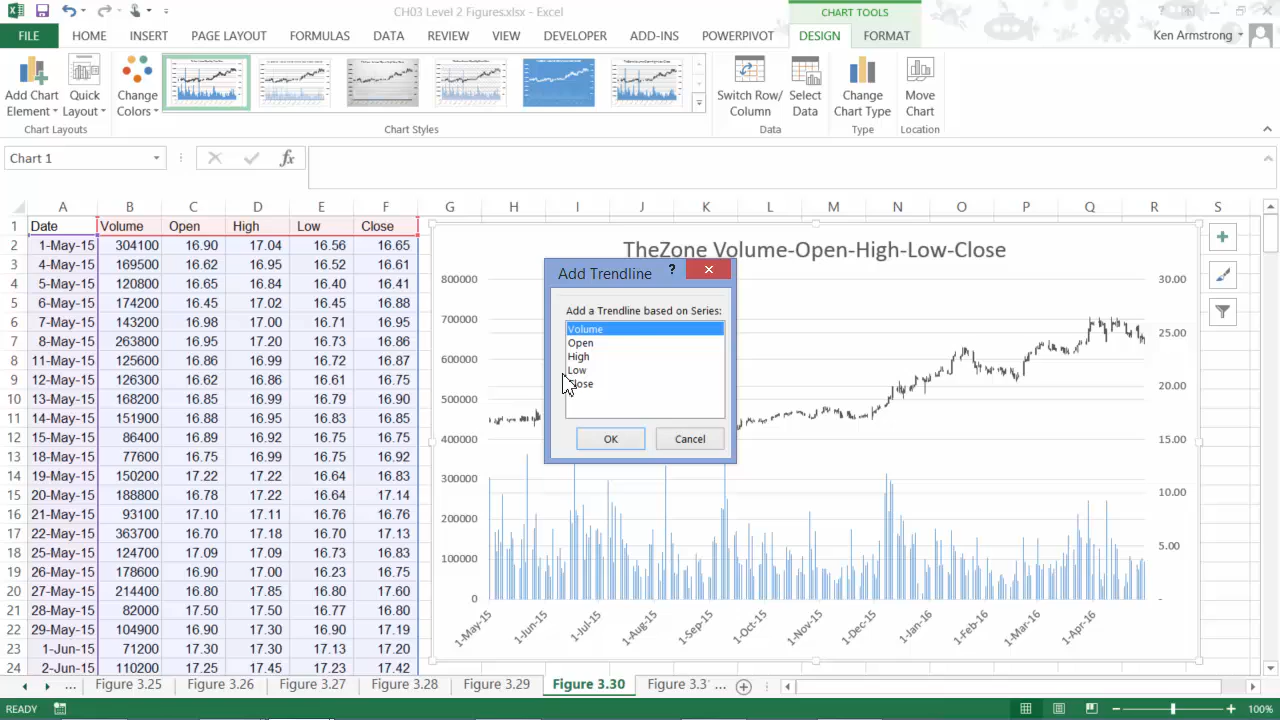 CH03 Level 2 Figures.xlsx - Excel
CHART TOOLS
FILE HOME INSERT PAGE LAYOUT FORMULAS DATA REVIEW VIEW DEVELOPER ADD-INS POWERPIVOT DESIGN FORMAT Ken Armstrong
Add Chart Element Quick Layout Change Colors Switch Row/ Column Select Data Change Chart Type Move Chart
Chart Layouts Chart Styles Data Type Location
Chart 1 fx
A B C D E F G H I J K L M N O P Q R S
1 Date Volume Open High Low Close
2 1-May-15 304100 16.90 17.04 16.56 16.65
3 4-May-15 169500 16.62 16.95 16.52 16.61
4 5-May-15 120800 16.65 16.84 16.40 16.41
5 6-May-15 174200 16.45 17.02 16.45 16.88
6 7-May-15 143200 16.98 17.00 16.71 16.95
7 8-May-15 263800 16.95 17.20 16.73 16.86
8 11-May-15 125600 16.86 16.99 16.72 16.87
9 12-May-15 126300 16.62 16.86 16.61 16.75
10 13-May-15 168200 16.85 16.99 16.79 16.90
11 14-May-15 151900 16.88 16.95 16.83 16.85
12 15-May-15 86400 16.89 16.92 16.75 16.75
13 18-May-15 77600 16.75 16.99 16.75 16.92
14 19-May-15 150200 17.22 17.22 16.64 16.83
15 20-May-15 188800 16.78 17.22 16.64 17.14
16 21-May-15 93100 17.10 17.11 16.76 16.76
17 22-May-15 363700 16.70 17.18 16.70 17.13
18 25-May-15 124700 17.09 17.09 16.73 16.83
19 26-May-15 178600 16.90 17.00 16.23 16.75
20 27-May-15 214400 16.80 17.85 16.80 17.60
21 28-May-15 82000 17.50 17.50 16.77 16.80
22 29-May-15 104900 16.90 17.30 16.90 17.19
23 1-Jun-15 71200 17.30 17.30 17.13 17.20
24 2-Jun-15 110200 17.25 17.45 17.23 17.42
TheZone Volume-Open-High-Low-Close
800000
700000
600000
500000
400000
300000
200000
100000
0
30.00
25.00
20.00
15.00
10.00
5.00
-
1-May-15 1-Jun-15 1-Jul-15 1-Aug-15 1-Sep-15 1-Oct-15 1-Nov-15 1-Dec-15 1-Jan-16 1-Feb-16 1-Mar-16 1-Apr-16
Add Trendline ?
Add a Trendline based on Series:
Volume
Open
High
Low
Close
OK Cancel
... Figure 3.25 Figure 3.26 Figure 3.27 Figure 3.28 Figure 3.29 Figure 3.30 Figure 3.3 ...
READY 100%